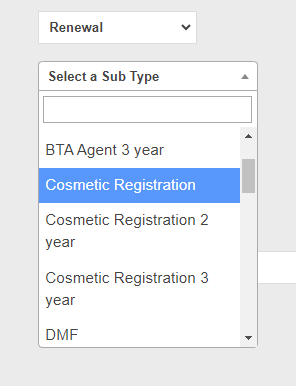 Renewal
Select a Sub Type
BTA Agent 3 year
Cosmetic Registration
Cosmetic Registration 2
year
Cosmetic Registration 3
year
DMF